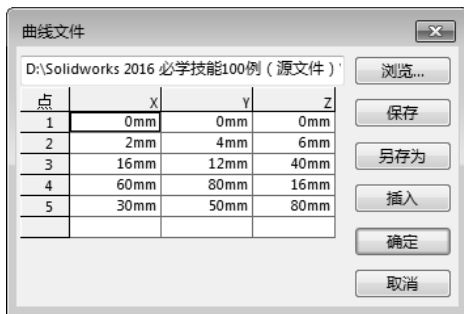 曲线文件
D:\Solidworks 2016 必学技能100例（源文件）'
浏览...
点 X Y Z
1 0mm 0mm 0mm
2 2mm 4mm 6mm
3 16mm 12mm 40mm
4 60mm 80mm 16mm
5 30mm 50mm 80mm
保存
另存为
插入
确定
取消